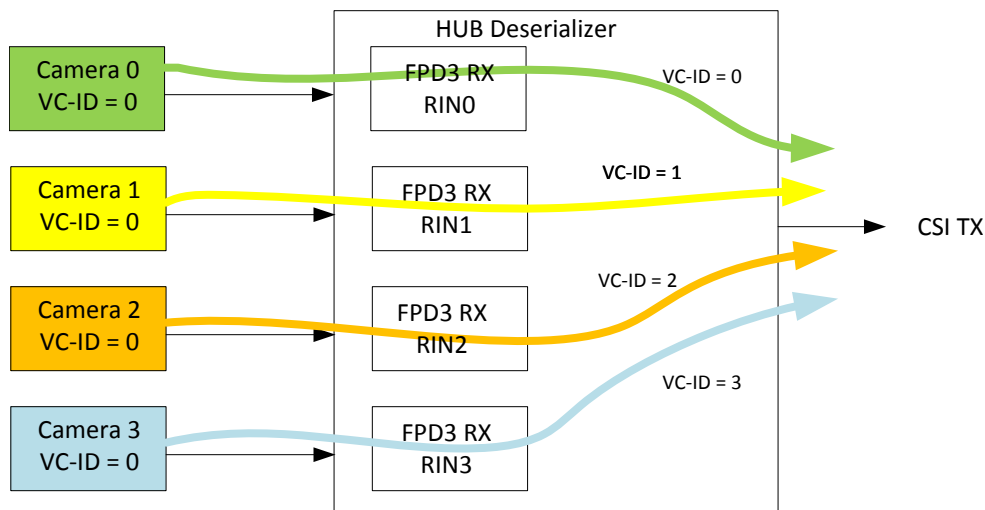 HUB Deserializer
Camera 0
VC-ID = 0
FPD3 RX
RIN0
VC-ID = 0
Camera 1
VC-ID = 0
FPD3 RX
RIN1
VC-ID = 1
CSI TX
Camera 2
VC-ID = 0
FPD3 RX
RIN2
VC-ID = 2
Camera 3
VC-ID = 0
FPD3 RX
RIN3
VC-ID = 3